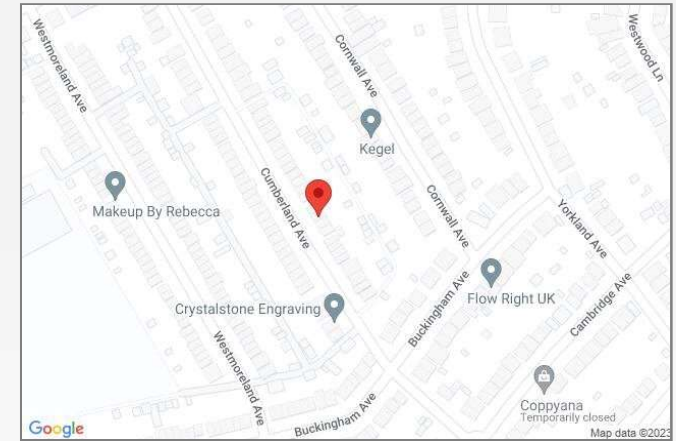 Westmoreland Ave
Cornwall Ave
Westwood Ln
Kegel
Makeup By Rebecca
Cumberland Ave
Cornwall Ave
Yorkland Ave
Crystalstone Engraving
Buckingham Ave
Flow Right UK
Cambridge Ave
Westmoreland Ave
Coppyana
Temporarily closed
Buckingham Ave
Google
Map data ©2023